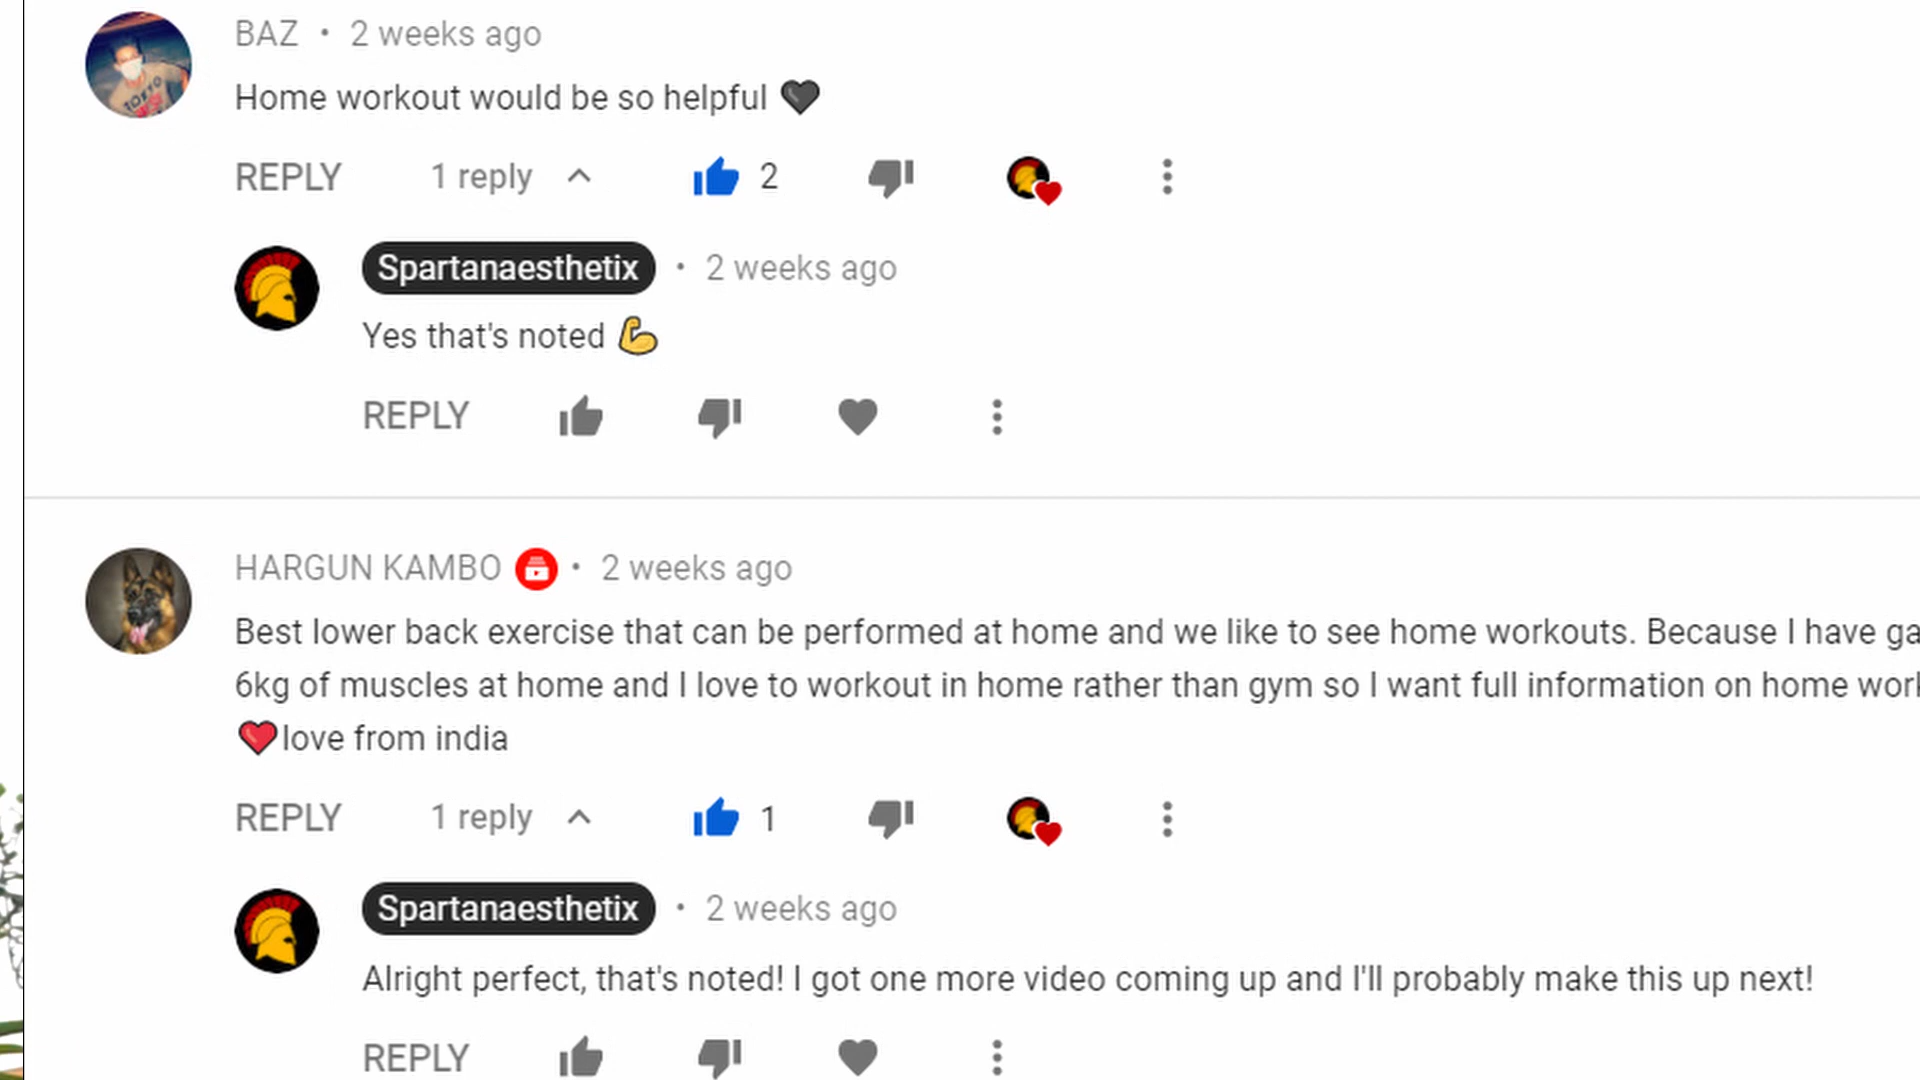 BAZ • 2 weeks ago
Home workout would be so helpful 🖤
REPLY 1 reply 2
Spartanaesthetix • 2 weeks ago
Yes that's noted 💪
REPLY
HARGUN KAMBO • 2 weeks ago
Best lower back exercise that can be performed at home and we like to see home workouts. Because I have ga
6kg of muscles at home and I love to workout in home rather than gym so I want full information on home work
❤️love from india
REPLY 1 reply 1
Spartanaesthetix • 2 weeks ago
Alright perfect, that's noted! I got one more video coming up and I'll probably make this up next!
REPLY